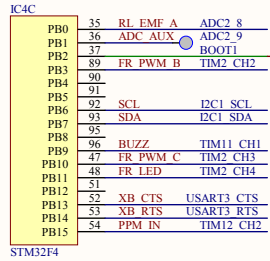 IC4C
PB0 35 RL_EMF_A ADC2_8
PB1 36 ADC_AUX ADC2_9
PB2 37 BOOT1
PB3 89 FR_PWM_B TIM2_CH2
PB4 90
PB5 91
PB6 92 SCL I2C1_SCL
PB7 93 SDA I2C1_SDA
PB8 95
PB9 96 BUZZ TIM11_CH1
PB10 47 FR_PWM_C TIM2_CH3
PB11 48 FR_LED TIM2_CH4
PB12 51
PB13 52 XB_CTS USART3_CTS
PB14 53 XB_RTS USART3_RTS
PB15 54 PPM_IN TIM12_CH2
STM32F4